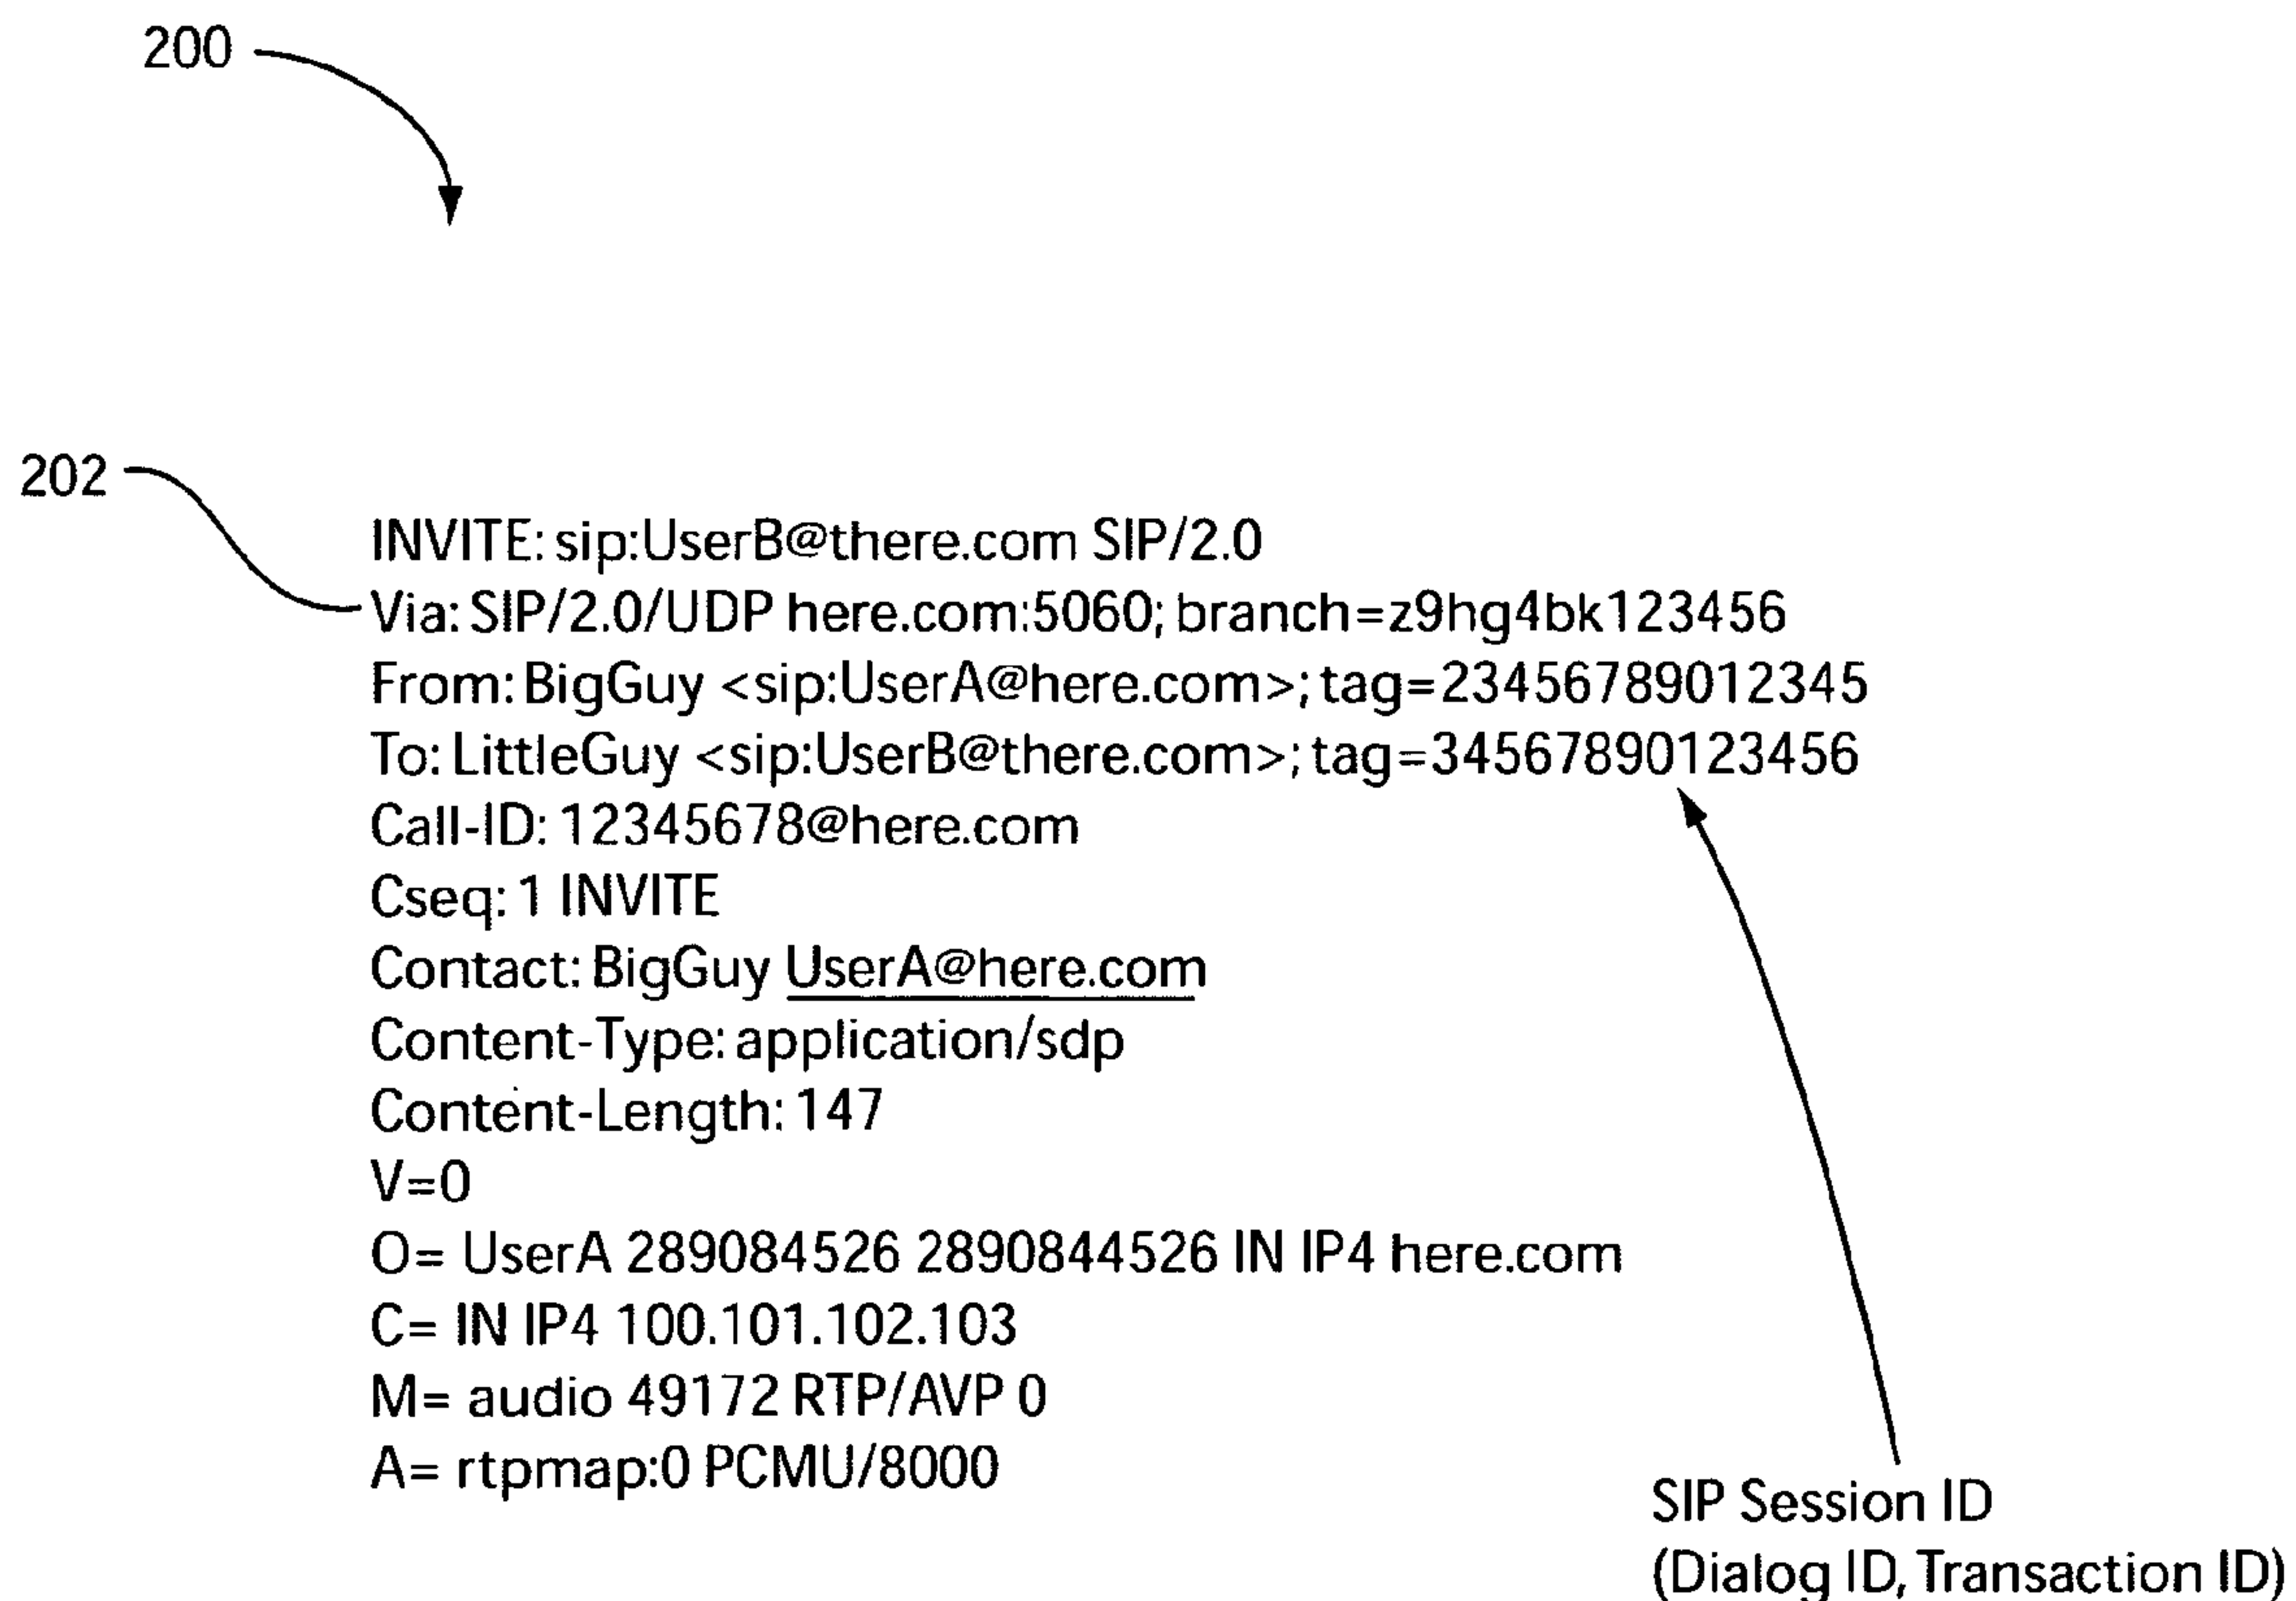 200
202
INVITE: sip:UserB@there.com SIP/2.0
Via: SIP/2.0/UDP here.com:5060; branch=z9hg4bk123456
From: BigGuy <sip:UserA@here.com>; tag=23456789012345
To: LittleGuy <sip:UserB@there.com>; tag=34567890123456
Call-ID: 12345678@here.com
Cseq: 1 INVITE
Contact: BigGuy UserA@here.com
Content-Type: application/sdp
Content-Length: 147
V=0
O= UserA 289084526 2890844526 IN IP4 here.com
C= IN IP4 100.101.102.103
M= audio 49172 RTP/AVP 0
A= rtpmap:0 PCMU/8000
SIP Session ID
(Dialog ID, Transaction ID)